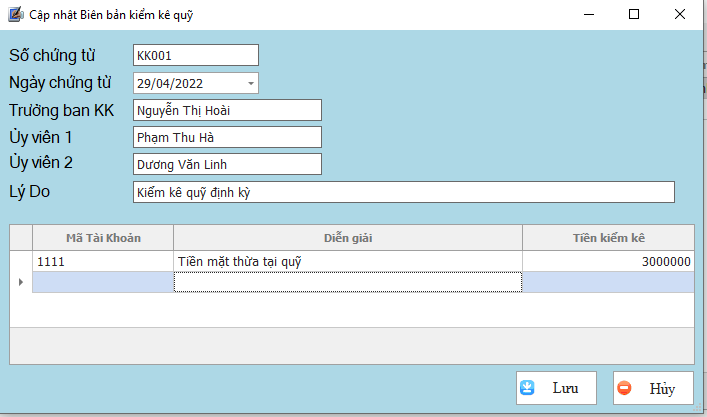 Cập nhật Biên bản kiểm kê quỹ
Số chứng từ KK001
Ngày chứng từ 29/04/2022
Trưởng ban KK Nguyễn Thị Hoài
Ủy viên 1 Phạm Thu Hà
Ủy viên 2 Dương Văn Linh
Lý Do Kiểm kê quỹ định kỳ
Mã Tài Khoản Diễn giải Tiền kiểm kê
1111 Tiền mặt thừa tại quỹ 3000000
Lưu Hủy